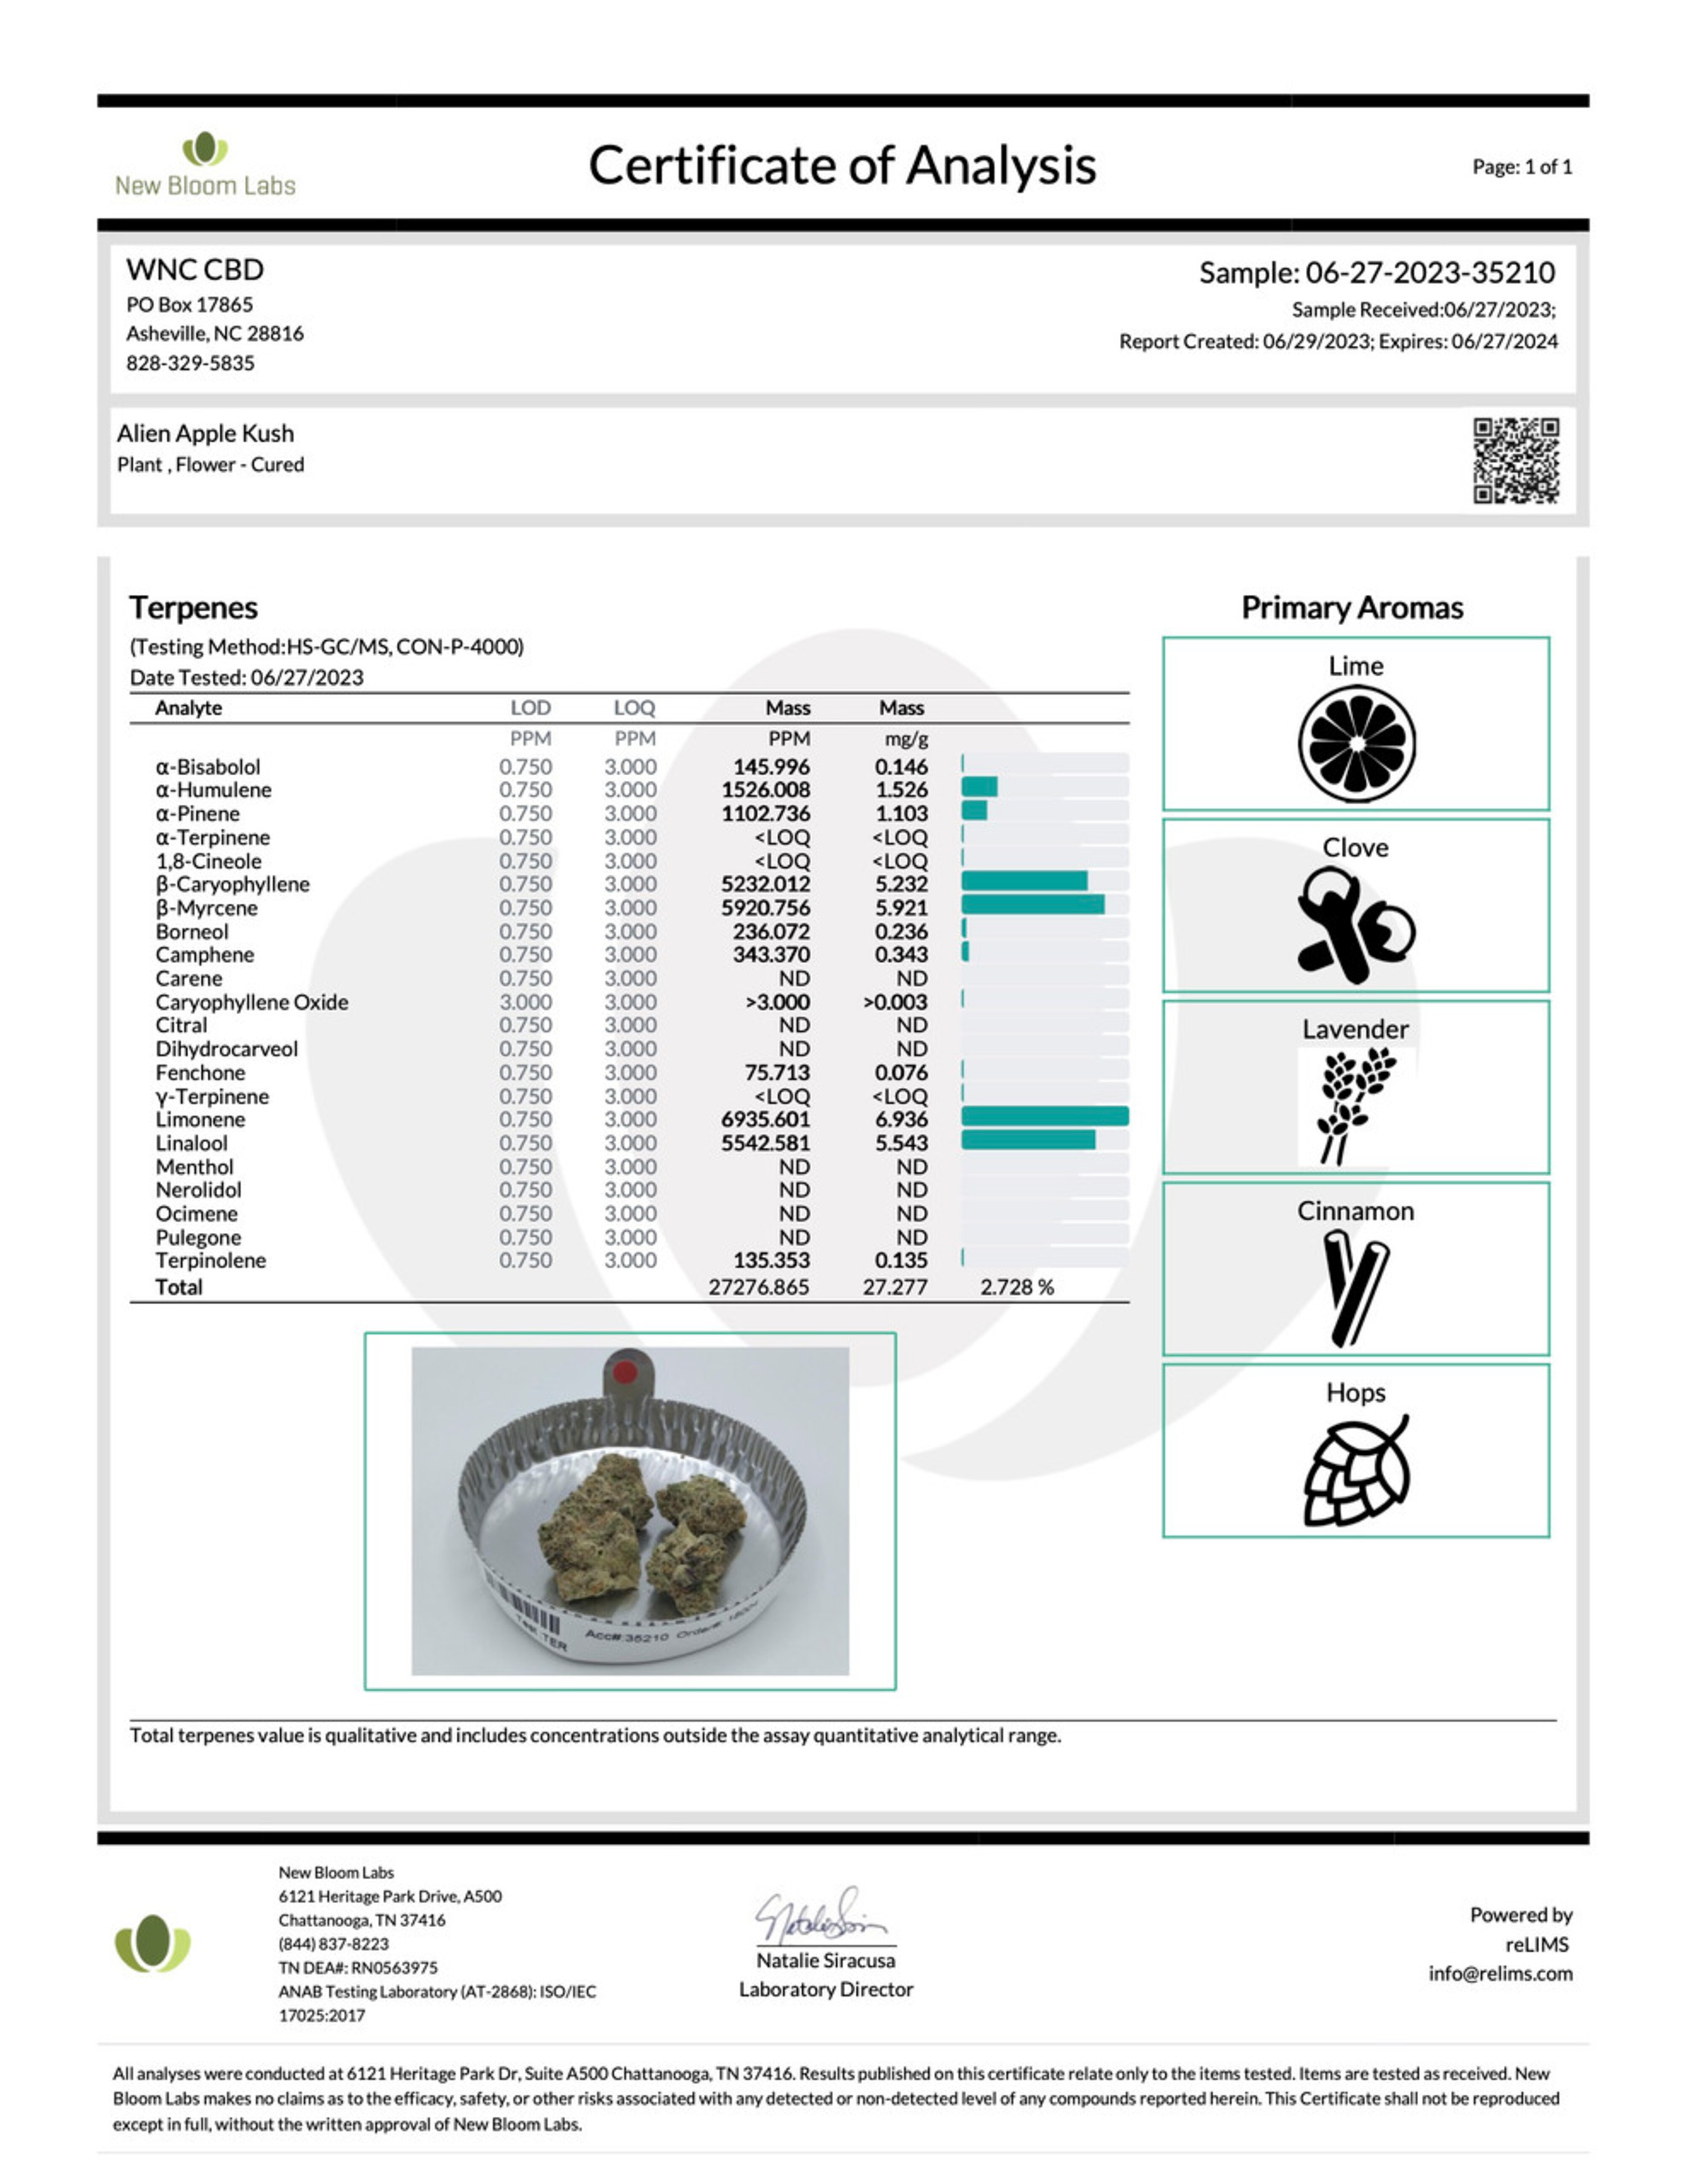 New Bloom Labs
Certificate of Analysis
Page: 1 of 1
WNC CBD
PO Box 17865
Asheville, NC 28816
828-329-5835
Sample: 06-27-2023-35210
Sample Received:06/27/2023;
Report Created: 06/29/2023; Expires: 06/27/2024
Alien Apple Kush
Plant , Flower - Cured
Terpenes
(Testing Method:HS-GC/MS, CON-P-4000)
Date Tested: 06/27/2023
Analyte LOD LOQ Mass Mass
PPM PPM PPM mg/g
α-Bisabolol 0.750 3.000 145.996 0.146
α-Humulene 0.750 3.000 1526.008 1.526
α-Pinene 0.750 3.000 1102.736 1.103
α-Terpinene 0.750 3.000 <LOQ <LOQ
1,8-Cineole 0.750 3.000 <LOQ <LOQ
β-Caryophyllene 0.750 3.000 5232.012 5.232
β-Myrcene 0.750 3.000 5920.756 5.921
Borneol 0.750 3.000 236.072 0.236
Camphene 0.750 3.000 343.370 0.343
Carene 0.750 3.000 ND ND
Caryophyllene Oxide 3.000 3.000 >3.000 >0.003
Citral 0.750 3.000 ND ND
Dihydrocarveol 0.750 3.000 ND ND
Fenchone 0.750 3.000 75.713 0.076
γ-Terpinene 0.750 3.000 <LOQ <LOQ
Limonene 0.750 3.000 6935.601 6.936
Linalool 0.750 3.000 5542.581 5.543
Menthol 0.750 3.000 ND ND
Nerolidol 0.750 3.000 ND ND
Ocimene 0.750 3.000 ND ND
Pulegone 0.750 3.000 ND ND
Terpinolene 0.750 3.000 135.353 0.135
Total 27276.865 27.277 2.728 %
Primary Aromas
Lime
Clove
Lavender
Cinnamon
Hops
Acc#:35210 Order#:
Total terpenes value is qualitative and includes concentrations outside the assay quantitative analytical range.
New Bloom Labs
6121 Heritage Park Drive, A500
Chattanooga, TN 37416
(844) 837-8223
TN DEA#: RN0563975
ANAB Testing Laboratory (AT-2868): ISO/IEC
17025:2017
Natalie Siracusa
Laboratory Director
Powered by
reLIMS
info@relims.com
All analyses were conducted at 6121 Heritage Park Dr, Suite A500 Chattanooga, TN 37416. Results published on this certificate relate only to the items tested. Items are tested as received. New
Bloom Labs makes no claims as to the efficacy, safety, or other risks associated with any detected or non-detected level of any compounds reported herein. This Certificate shall not be reproduced
except in full, without the written approval of New Bloom Labs.